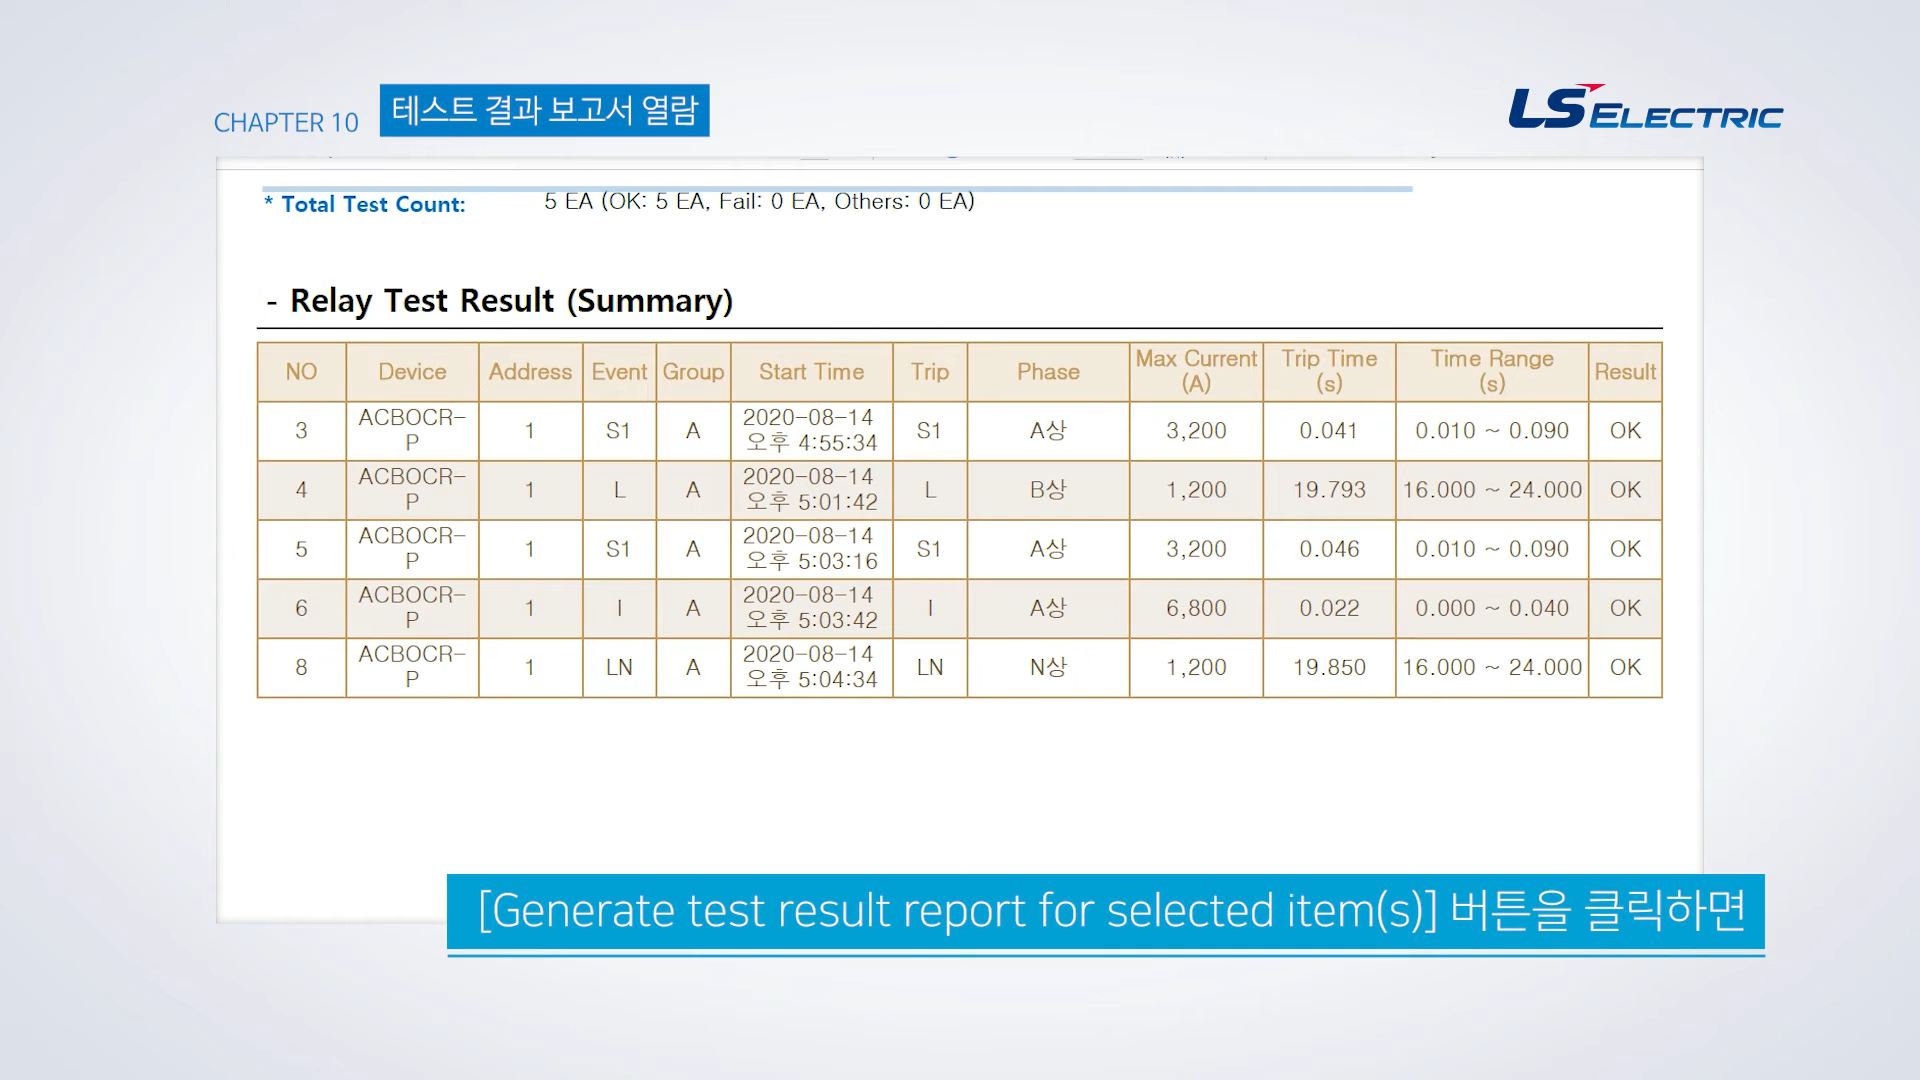 CHAPTER 10 테스트 결과 보고서 열람
LS ELECTRIC
* Total Test Count: 5 EA (OK: 5 EA, Fail: 0 EA, Others: 0 EA)
- Relay Test Result (Summary)
NO Device Address Event Group Start Time Trip Phase Max Current (A) Trip Time (s) Time Range (s) Result
3 ACBOCR-P 1 S1 A 2020-08-14 오후 4:55:34 S1 A상 3,200 0.041 0.010 ~ 0.090 OK
4 ACBOCR-P 1 L A 2020-08-14 오후 5:01:42 L B상 1,200 19.793 16.000 ~ 24.000 OK
5 ACBOCR-P 1 S1 A 2020-08-14 오후 5:03:16 S1 A상 3,200 0.046 0.010 ~ 0.090 OK
6 ACBOCR-P 1 I A 2020-08-14 오후 5:03:42 I A상 6,800 0.022 0.000 ~ 0.040 OK
8 ACBOCR-P 1 LN A 2020-08-14 오후 5:04:34 LN N상 1,200 19.850 16.000 ~ 24.000 OK
[Generate test result report for selected item(s)] 버튼을 클릭하면